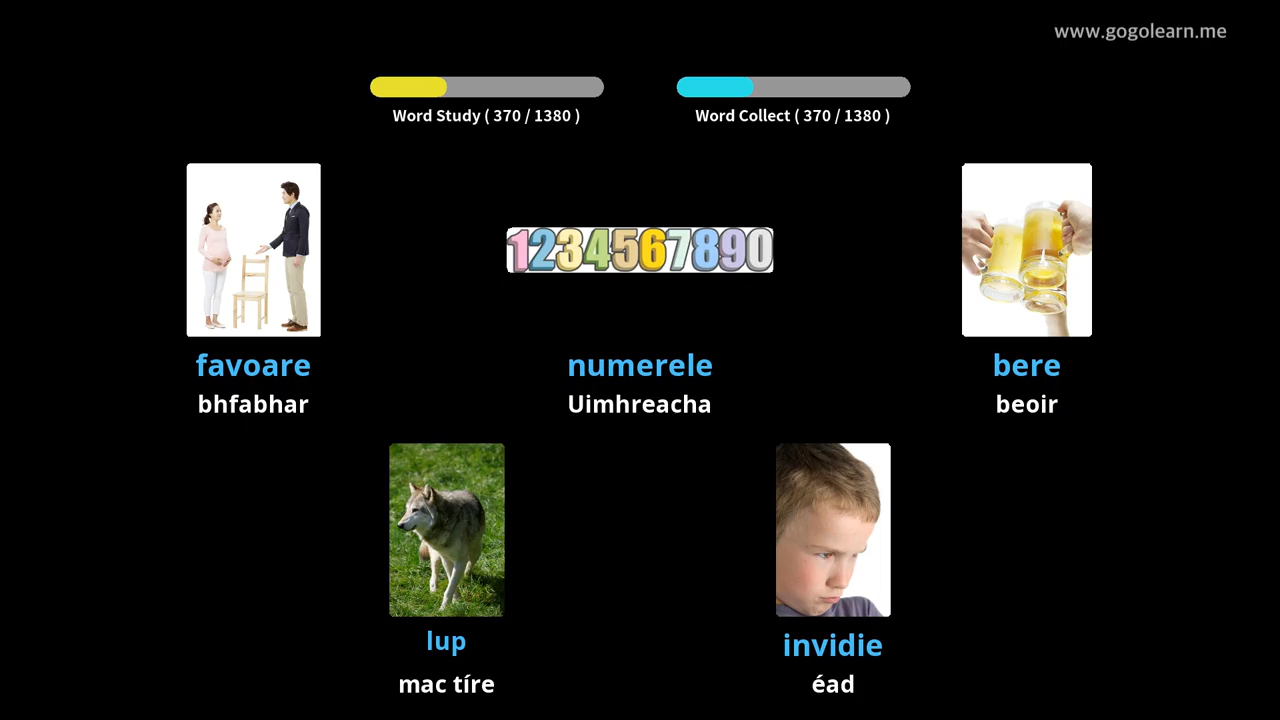 www.gogolearn.me
Word Study ( 370 / 1380 )
Word Collect ( 370 / 1380 )
1234567890
favoare
bhfabhar
numerele
Uimhreacha
bere
beoir
lup
mac tíre
invidie
éad